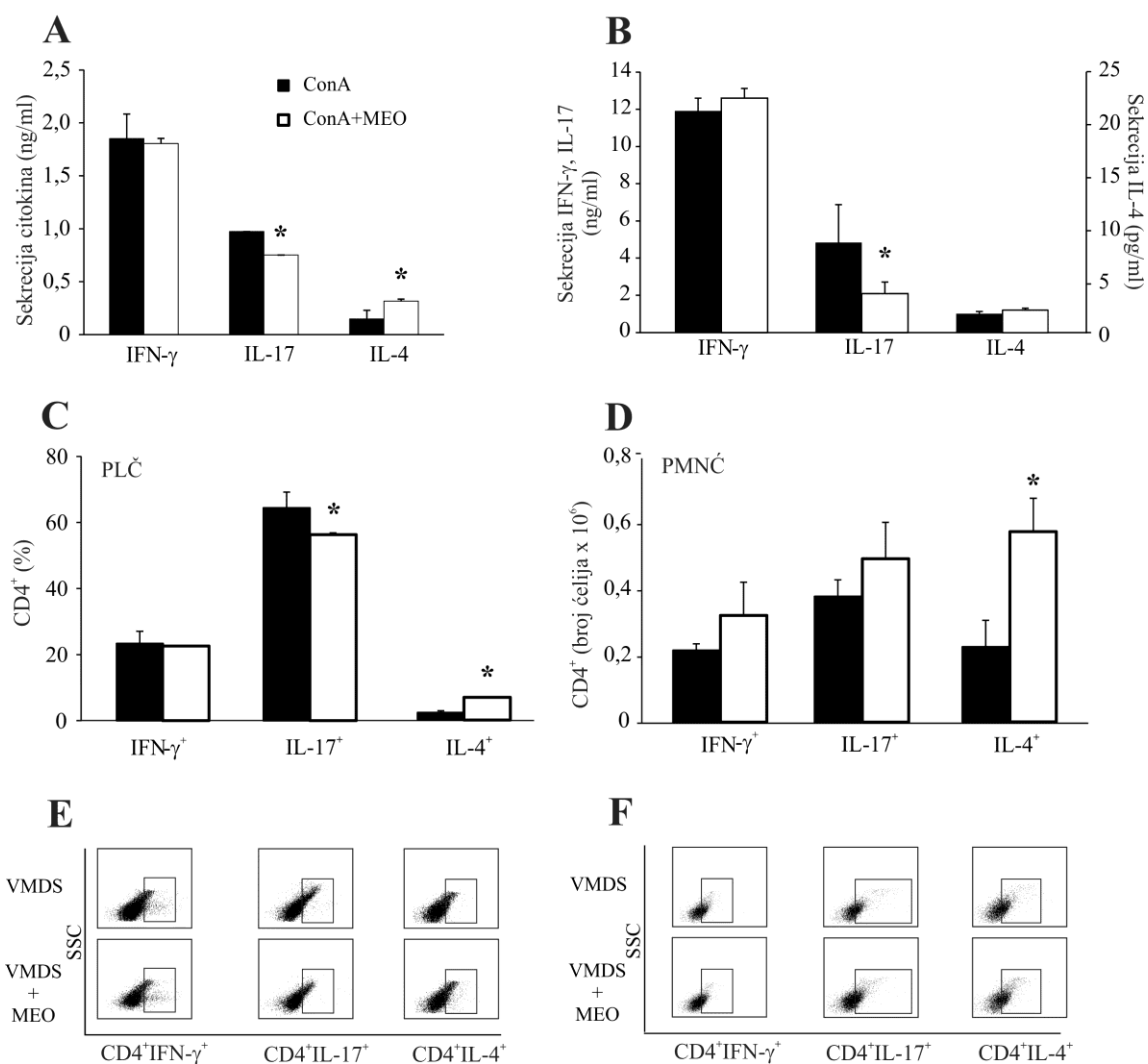 A
Sekrecija citokina (ng/ml)
2,5
2,0
1,5
1,0
0,5
0
ConA
ConA+MEO
*
*
IFN-γ
IL-17
IL-4
B
Sekrecija IFN-γ, IL-17
(ng/ml)
14
12
10
8
6
4
2
0
*
25
20
15
10
5
0
Sekrecija IL-4
(pg/ml)
IFN-γ
IL-17
IL-4
C
PLČ
CD4⁺ (%)
80
60
40
20
0
*
*
IFN-γ⁺
IL-17⁺
IL-4⁺
D
PMNĆ
CD4⁺ (broj ćelija x 10⁶)
0,8
0,6
0,4
0,2
0
*
IFN-γ⁺
IL-17⁺
IL-4⁺
E
VMDS
SSC
VMDS
+
MEO
CD4⁺IFN-γ⁺
CD4⁺IL-17⁺
CD4⁺IL-4⁺
F
VMDS
SSC
VMDS
+
MEO
CD4⁺IFN-γ⁺
CD4⁺IL-17⁺
CD4⁺IL-4⁺